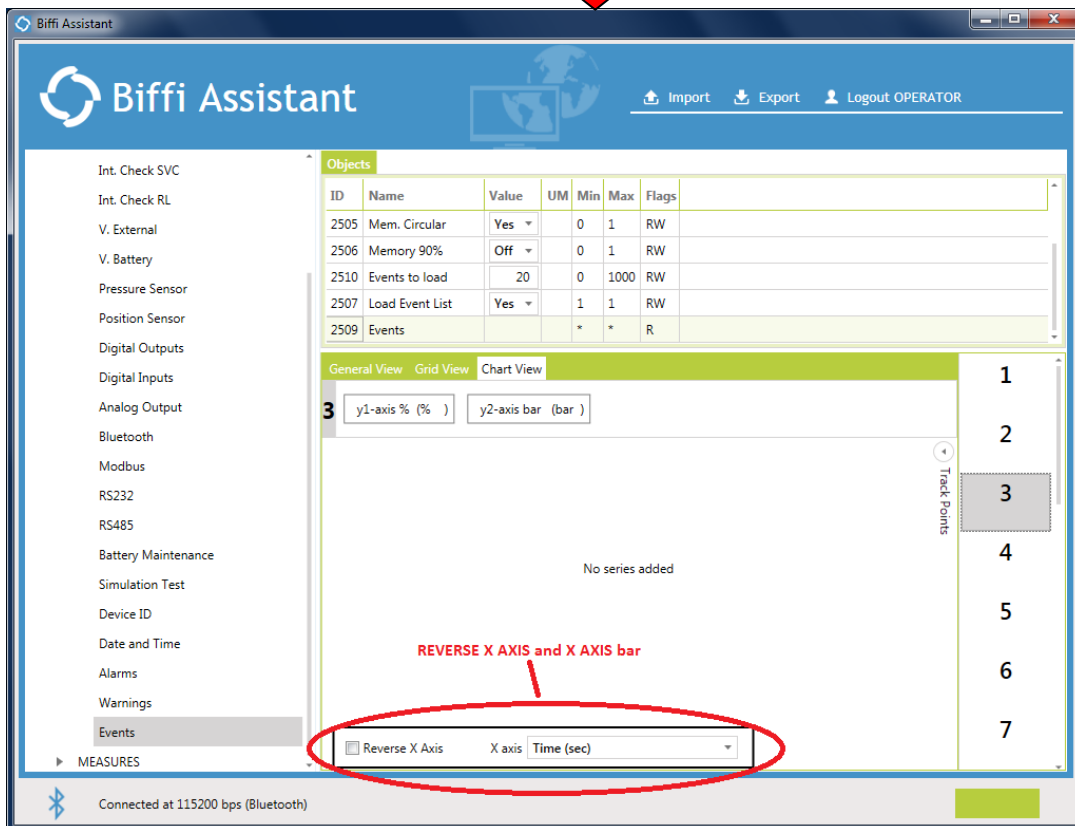 Biffi Assistant
Biffi Assistant
Import Export Logout OPERATOR
Int. Check SVC
Int. Check RL
V. External
V. Battery
Pressure Sensor
Position Sensor
Digital Outputs
Digital Inputs
Analog Output
Bluetooth
Modbus
RS232
RS485
Battery Maintenance
Simulation Test
Device ID
Date and Time
Alarms
Warnings
Events
MEASURES
Objects
ID Name Value UM Min Max Flags
2505 Mem. Circular Yes 0 1 RW
2506 Memory 90% Off 0 1 RW
2510 Events to load 20 0 1000 RW
2507 Load Event List Yes 1 1 RW
2509 Events * * R
General View Grid View Chart View
3 y1-axis % (% ) y2-axis bar (bar )
Track Points
No series added
REVERSE X AXIS and X AXIS bar
Reverse X Axis X axis Time (sec)
1
2
3
4
5
6
7
Connected at 115200 bps (Bluetooth)